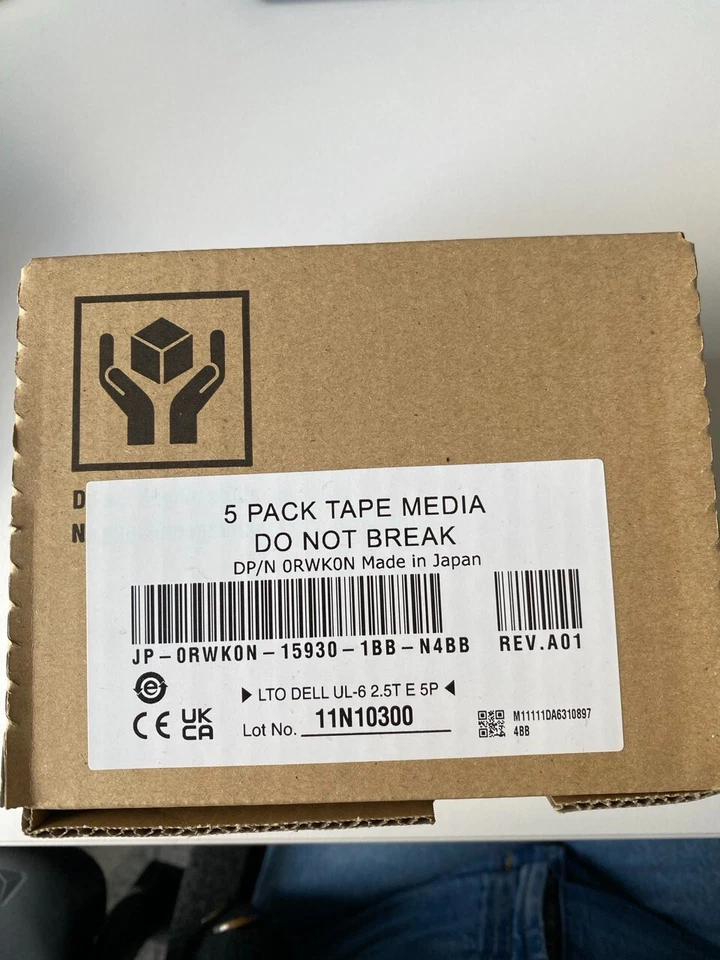 D
N
5 PACK TAPE MEDIA
DO NOT BREAK
DP/N 0RWK0N Made in Japan
JP-0RWK0N-15930-1BB-N4BB
REV.A01
▶ LTO DELL UL-6 2.5T E 5P ◀
CE UK CA
Lot No. 11N10300
M11111DA6310897
4BB